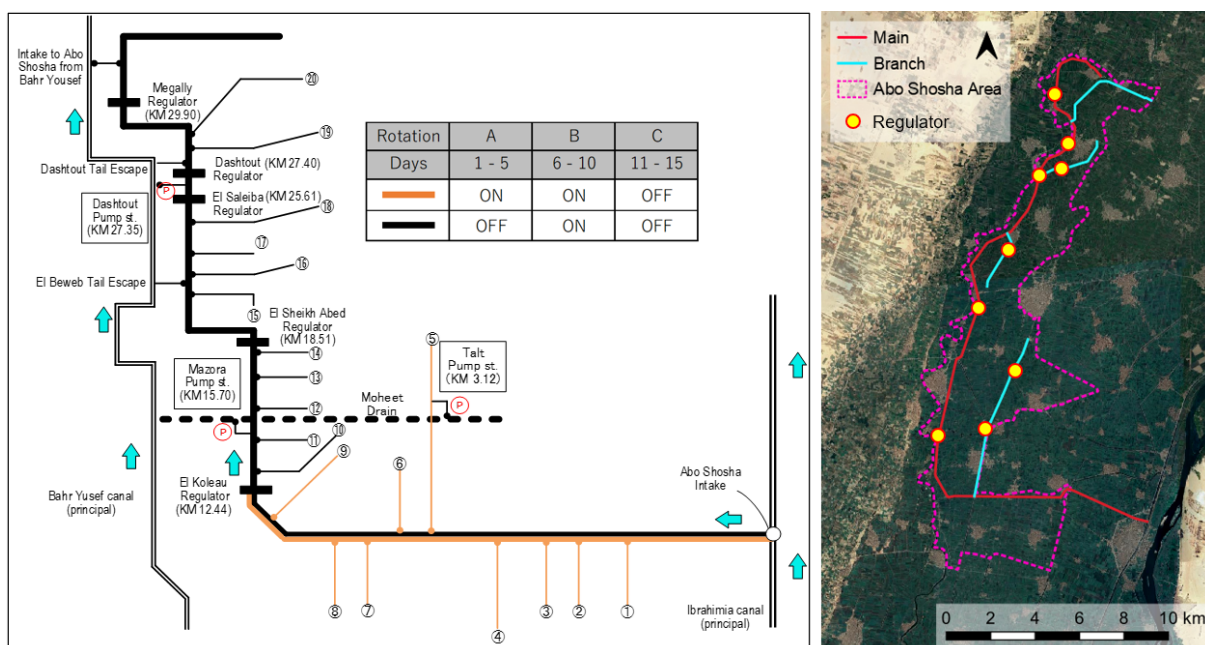 Intake to Abo
Shosha from
Bahr Yousef
Megally
Regulator
(KM 29.90)
⑳
⑲
Dashtout Tail Escape
Dashtout (KM 27.40)
Regulator
P
El Saleiba (KM 25.61)
Regulator
Dashtout
Pump st.
(KM 27.35)
⑱
⑰
⑯
El Beweb Tail Escape
⑮
El Sheikh Abed
Regulator
(KM 18.51)
⑭
⑬
⑫
Mazora
Pump st.
(KM 15.70)
Moheet
Drain
P
⑤
Talt
Pump st.
(KM 3.12)
P
⑪
⑩
⑨
⑥
El Koleau
Regulator
(KM 12.44)
Bahr Yusef canal
(principal)
Abo Shosha
Intake
⑧
⑦
④
③
②
①
Ibrahimia canal
(principal)
Rotation A B C
Days 1 - 5 6 - 10 11 - 15
ON ON OFF
OFF ON OFF
Main
Branch
Abo Shosha Area
Regulator
0 2 4 6 8 10 km